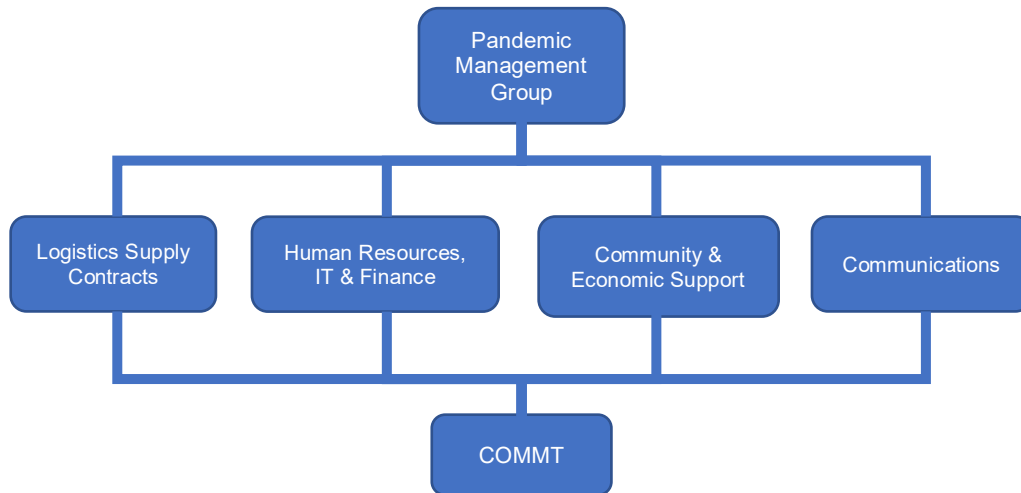 Pandemic
Management
Group
Logistics Supply
Contracts
Human Resources,
IT & Finance
Community &
Economic Support
Communications
COMMT